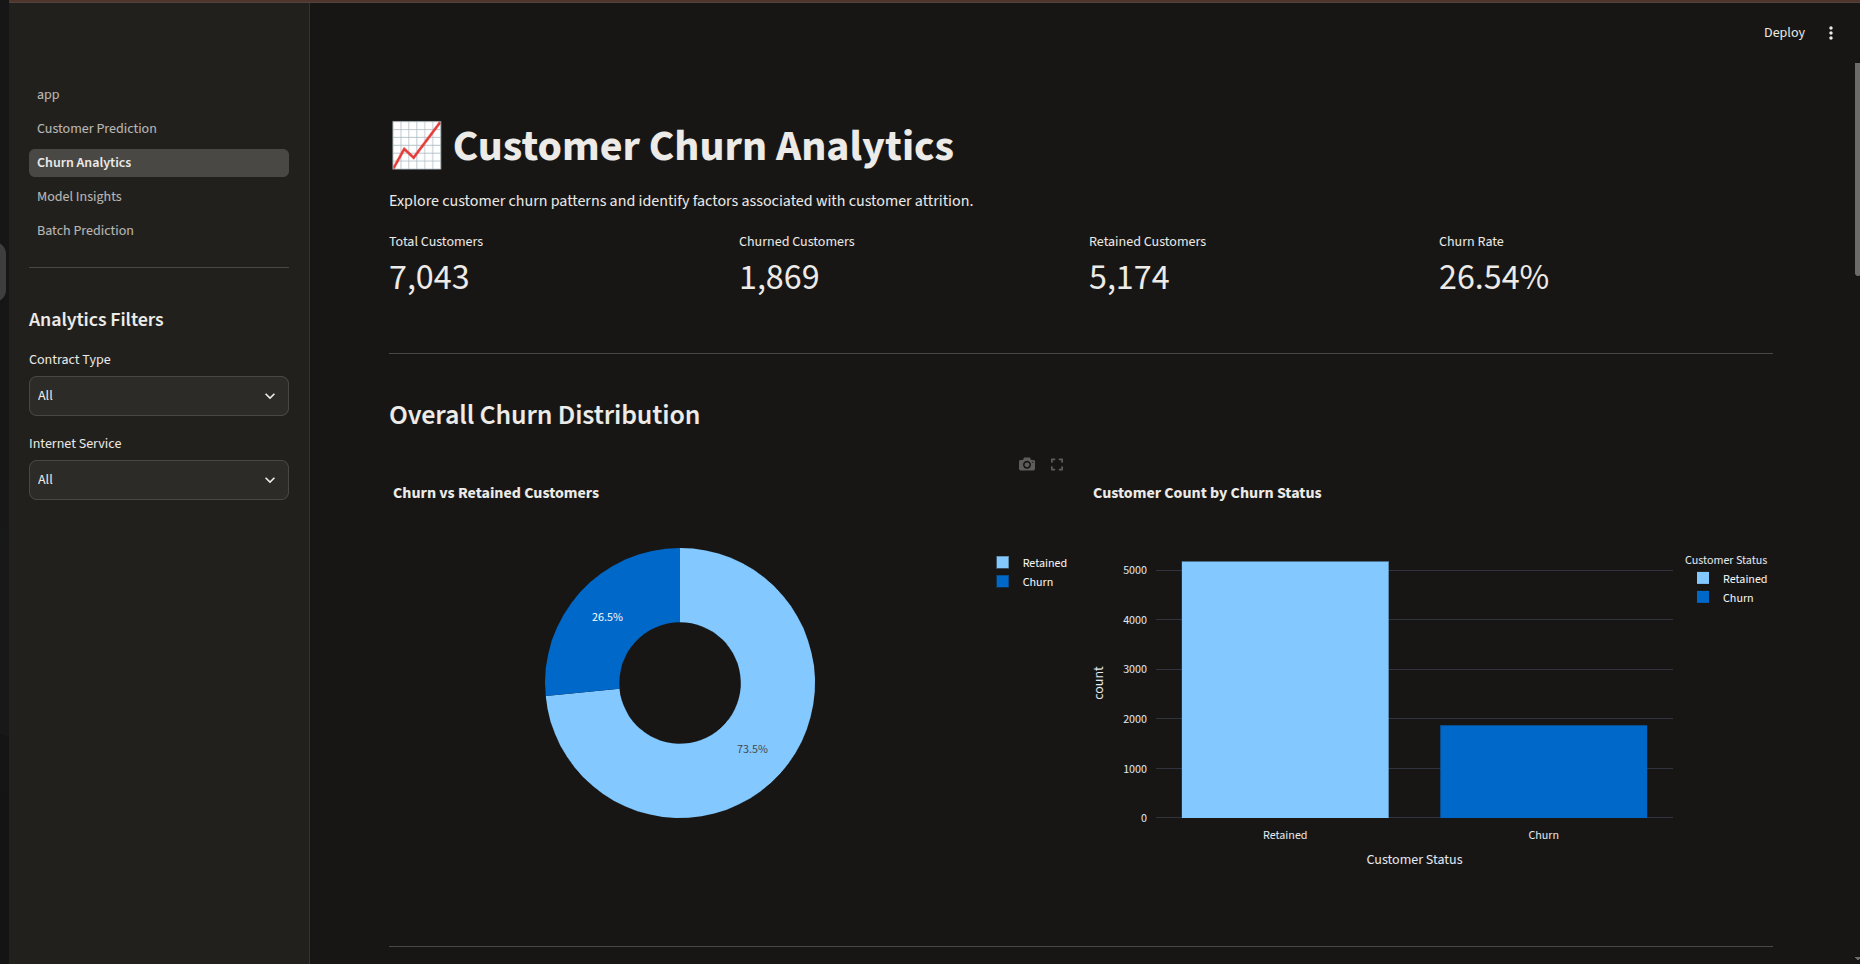 Deploy
app
Customer Prediction
Churn Analytics
Model Insights
Batch Prediction
Analytics Filters
Contract Type
All
Internet Service
All
Customer Churn Analytics
Explore customer churn patterns and identify factors associated with customer attrition.
Total Customers
7,043
Churned Customers
1,869
Retained Customers
5,174
Churn Rate
26.54%
Overall Churn Distribution
Churn vs Retained Customers
Retained
Churn
26.5%
73.5%
Customer Count by Churn Status
Customer Status
Retained
Churn
count
5000
4000
3000
2000
1000
0
Retained
Churn
Customer Status